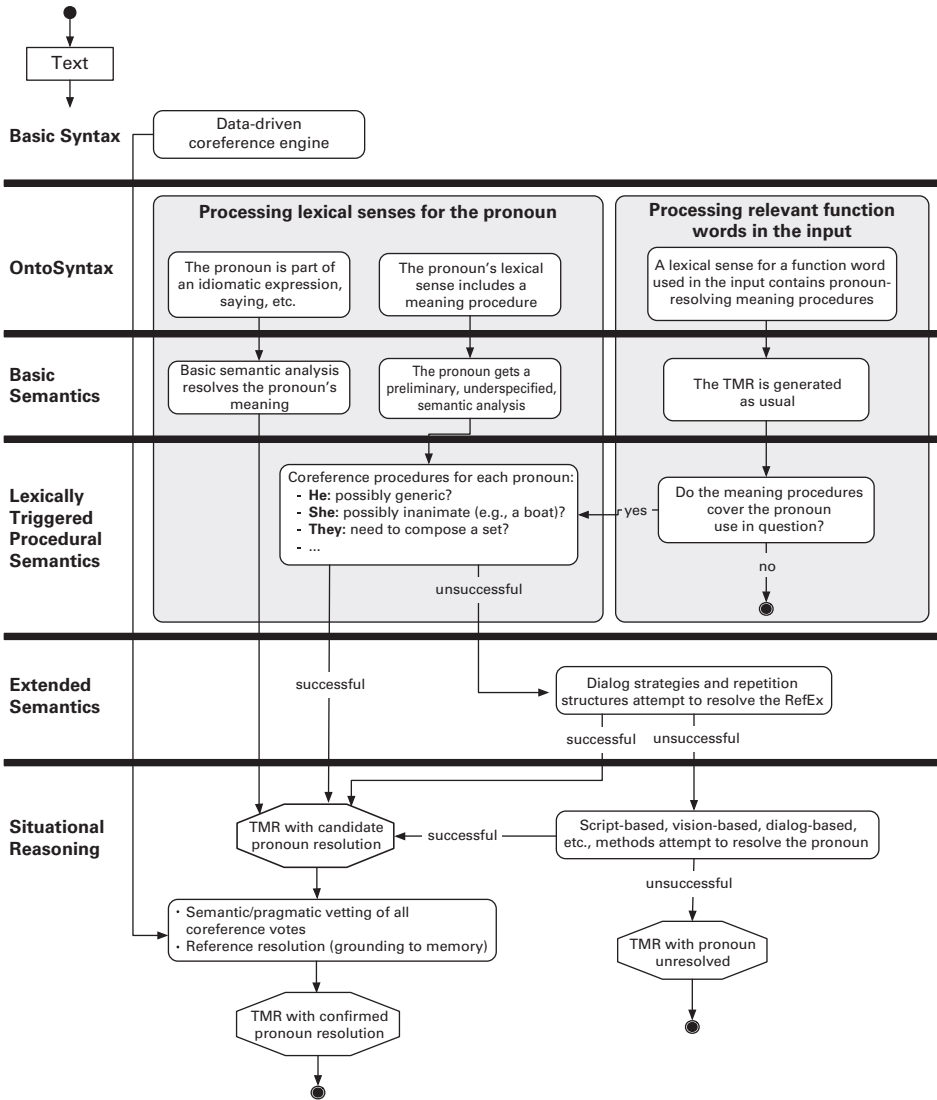 Text
Basic Syntax
Data-driven
coreference engine
OntoSyntax
Processing lexical senses for the pronoun
The pronoun is part of
an idiomatic expression,
saying, etc.
The pronoun's lexical
sense includes a
meaning procedure
Processing relevant function
words in the input
A lexical sense for a function word
used in the input contains pronoun-
resolving meaning procedures
Basic
Semantics
Basic semantic analysis
resolves the pronoun's
meaning
The pronoun gets a
preliminary, underspecified,
semantic analysis
The TMR is generated
as usual
Lexically
Triggered
Procedural
Semantics
Coreference procedures for each pronoun:
- He: possibly generic?
- She: possibly inanimate (e.g., a boat)?
- They: need to compose a set?
- ...
yes
Do the meaning procedures
cover the pronoun
use in question?
no
unsuccessful
Extended
Semantics
successful
Dialog strategies and repetition
structures attempt to resolve the RefEx
successful
unsuccessful
Situational
Reasoning
TMR with candidate
pronoun resolution
successful
Script-based, vision-based, dialog-based,
etc., methods attempt to resolve the pronoun
unsuccessful
· Semantic/pragmatic vetting of all
coreference votes
· Reference resolution (grounding to memory)
TMR with pronoun
unresolved
TMR with confirmed
pronoun resolution